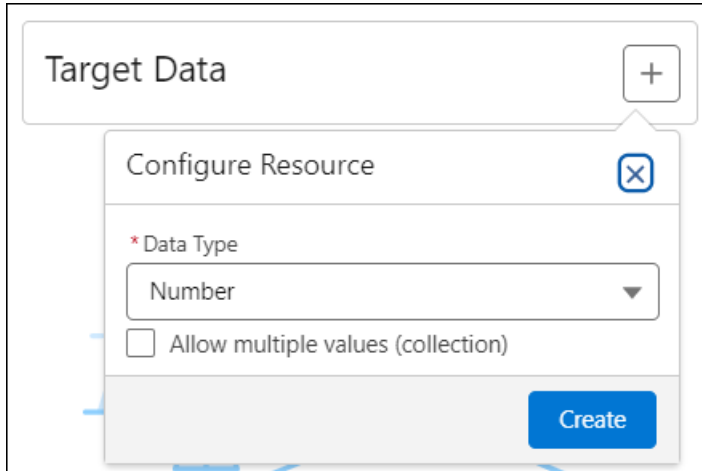 Target Data
Configure Resource
* Data Type
Number
Allow multiple values (collection)
Create